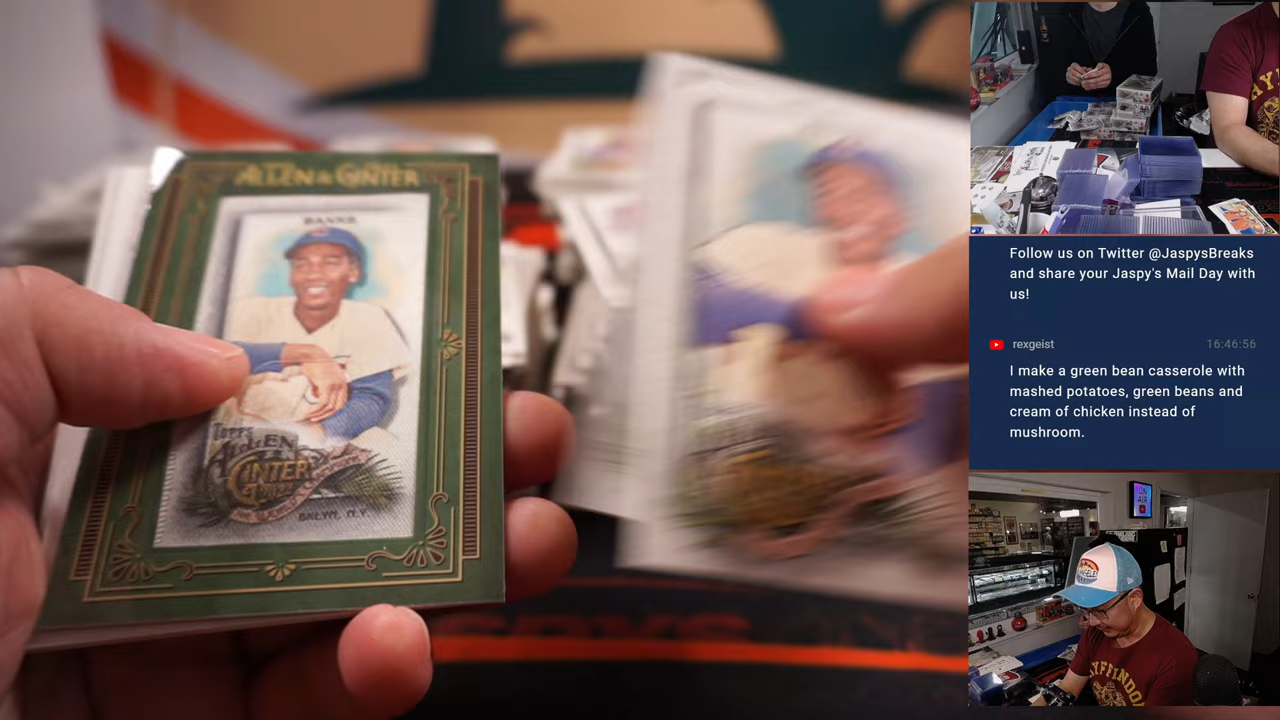 ALLEN & GINTER
BANKS
Topps
ALLEN
GINTER
BKLYN, N.Y.
Follow us on Twitter @JaspysBreaks
and share your Jaspy's Mail Day with
us!
rexgeist
16:46:56
I make a green bean casserole with
mashed potatoes, green beans and
cream of chicken instead of
mushroom.
ON
AIR